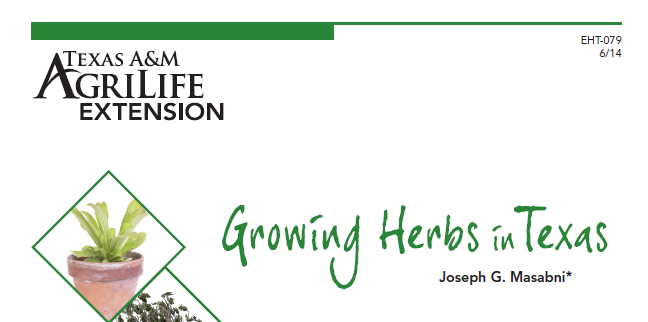 EHT-079
6/14
TEXAS A&M
AGRILIFE
EXTENSION
Growing Herbs in Texas
Joseph G. Masabni*